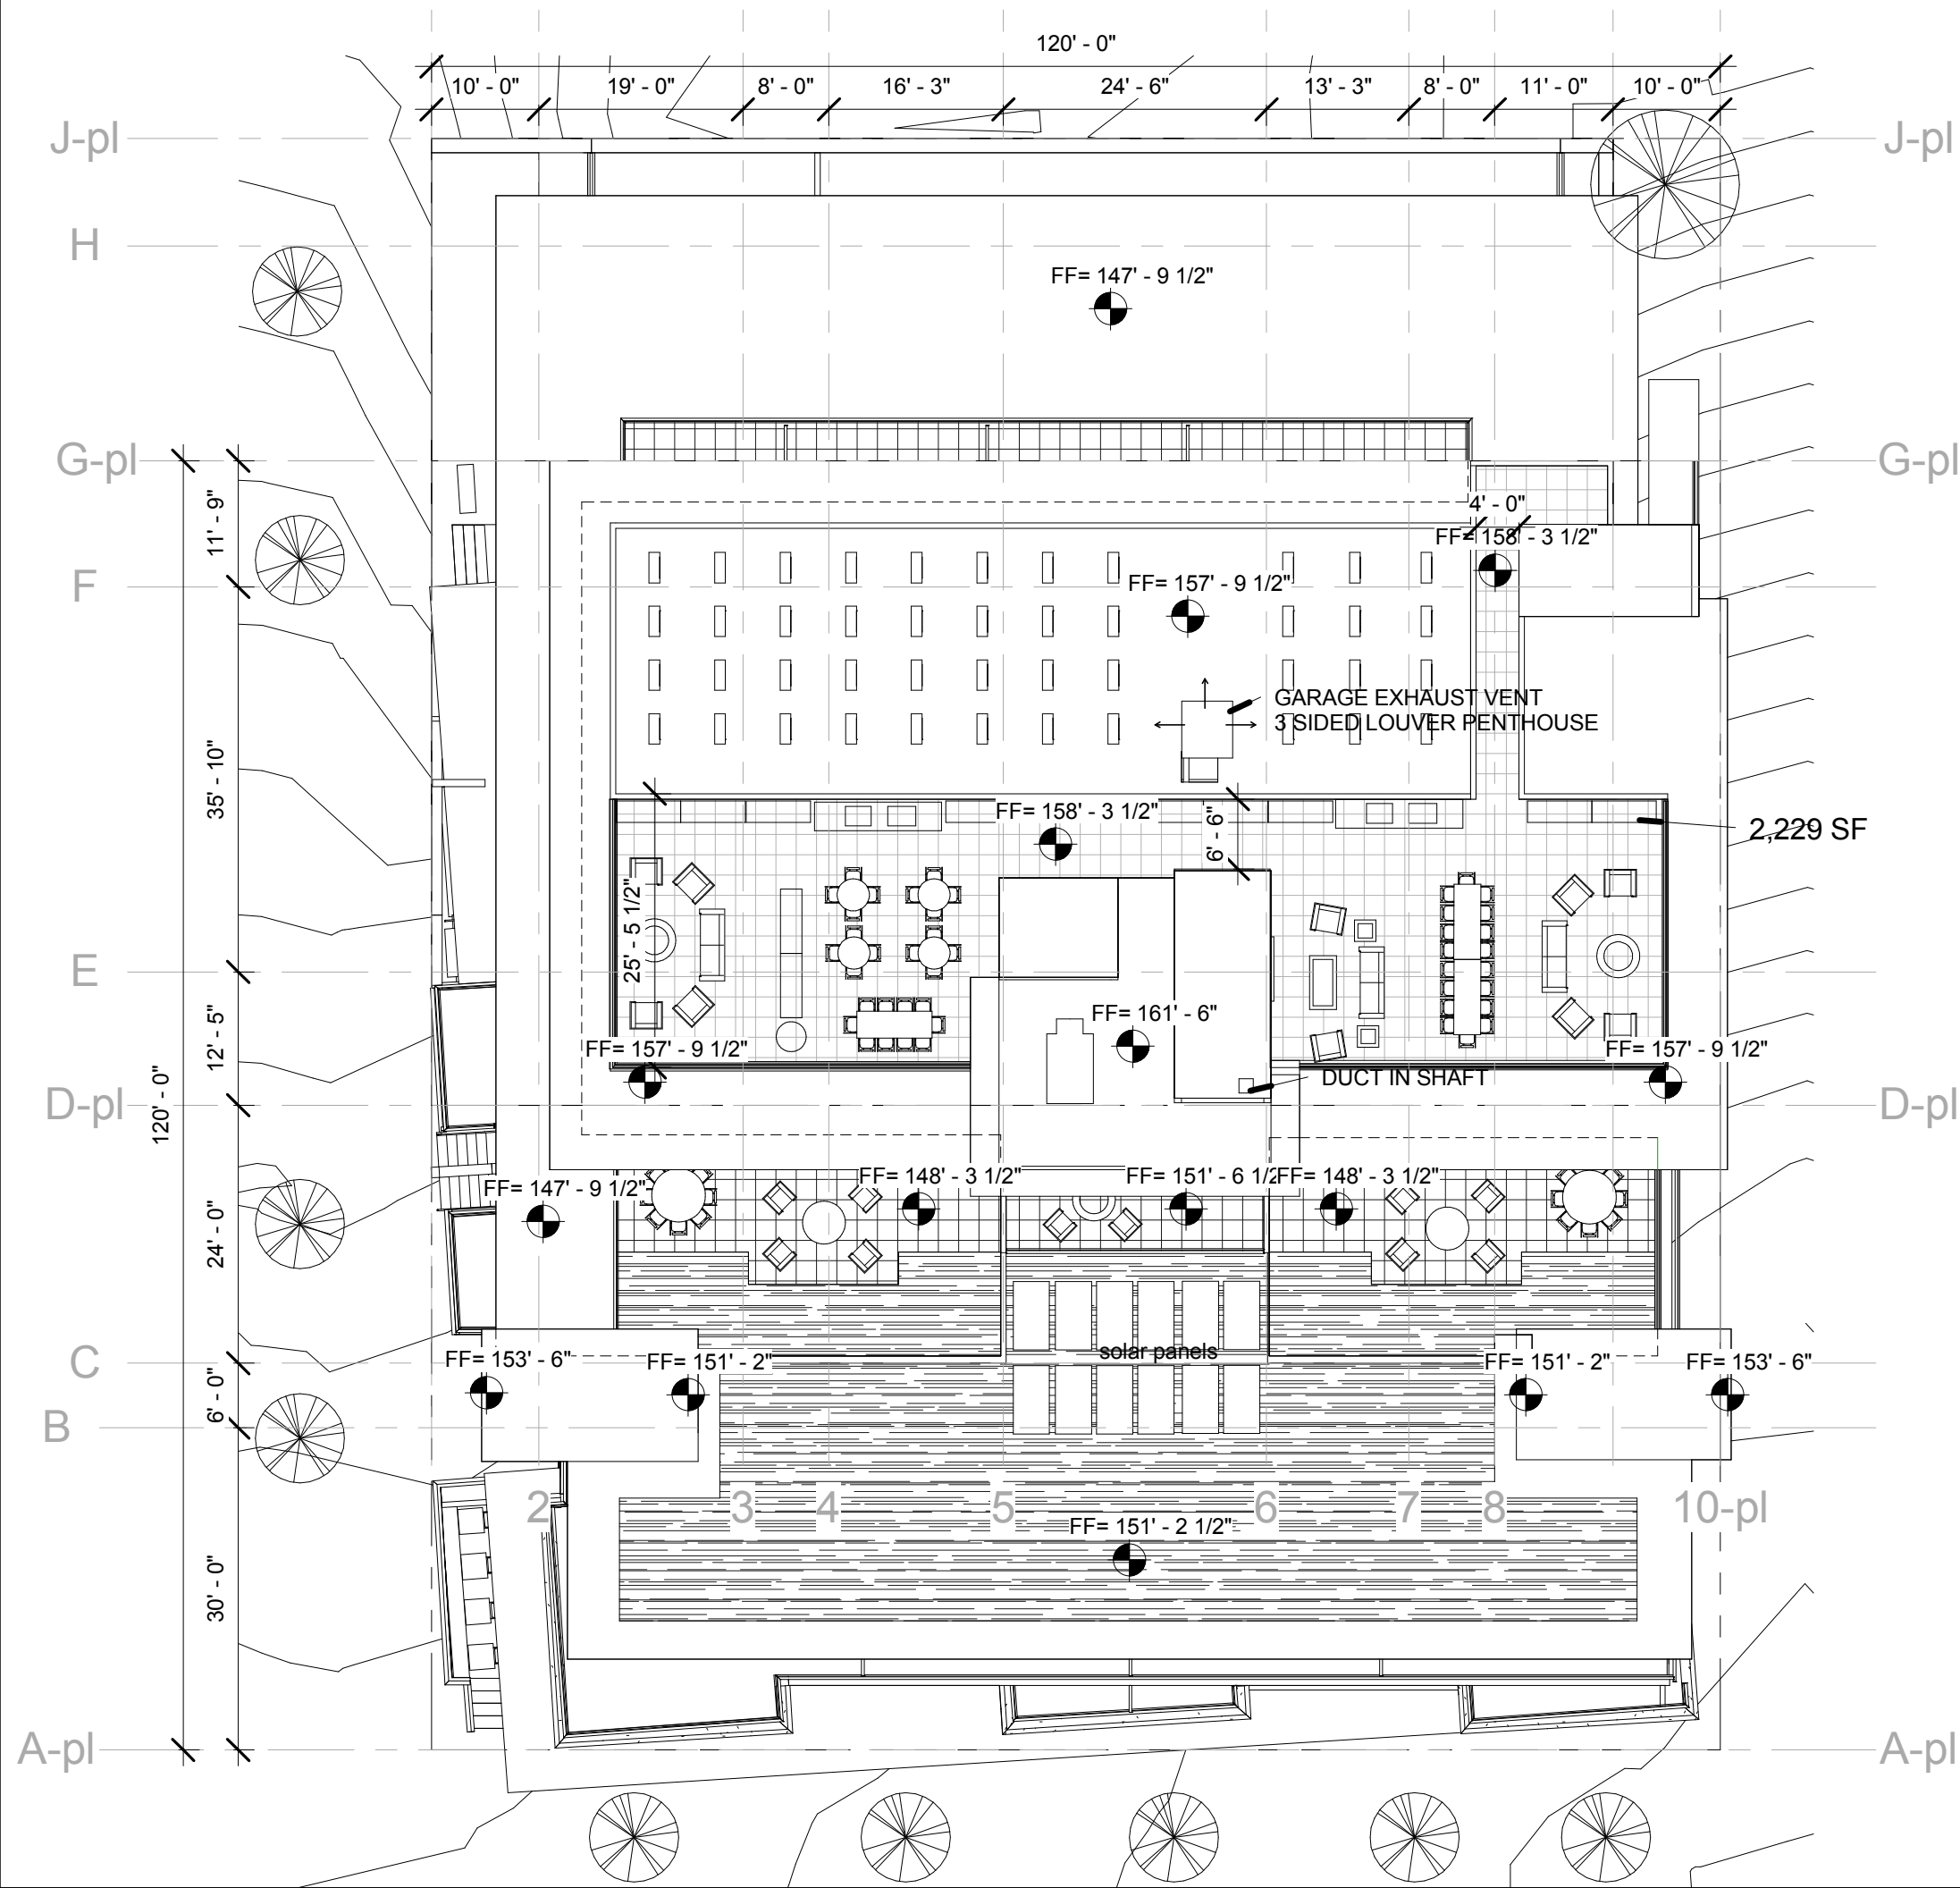 120' - 0"
10' - 0" 19' - 0" 8' - 0" 16' - 3" 24' - 6" 13' - 3" 8' - 0" 11' - 0" 10' - 0"
J-pl J-pl
H
FF= 147' - 9 1/2"
G-pl G-pl
11' - 9"
4' - 0"
FF= 158' - 3 1/2"
F
FF= 157' - 9 1/2"
GARAGE EXHAUST VENT
3 SIDED LOUVER PENTHOUSE
35' - 10"
FF= 158' - 3 1/2"
6' - 6"
2,229 SF
25' - 5 1/2"
E
FF= 161' - 6"
12' - 5"
FF= 157' - 9 1/2"
FF= 157' - 9 1/2"
DUCT IN SHAFT
120' - 0"
D-pl D-pl
FF= 148' - 3 1/2"
FF= 151' - 6 1/2
FF= 148' - 3 1/2"
FF= 147' - 9 1/2"
24' - 0"
solar panels
C
FF= 153' - 6"
FF= 151' - 2"
FF= 151' - 2"
FF= 153' - 6"
6' - 0"
B
2 3 4 5 6 7 8 10-pl
FF= 151' - 2 1/2"
30' - 0"
A-pl A-pl